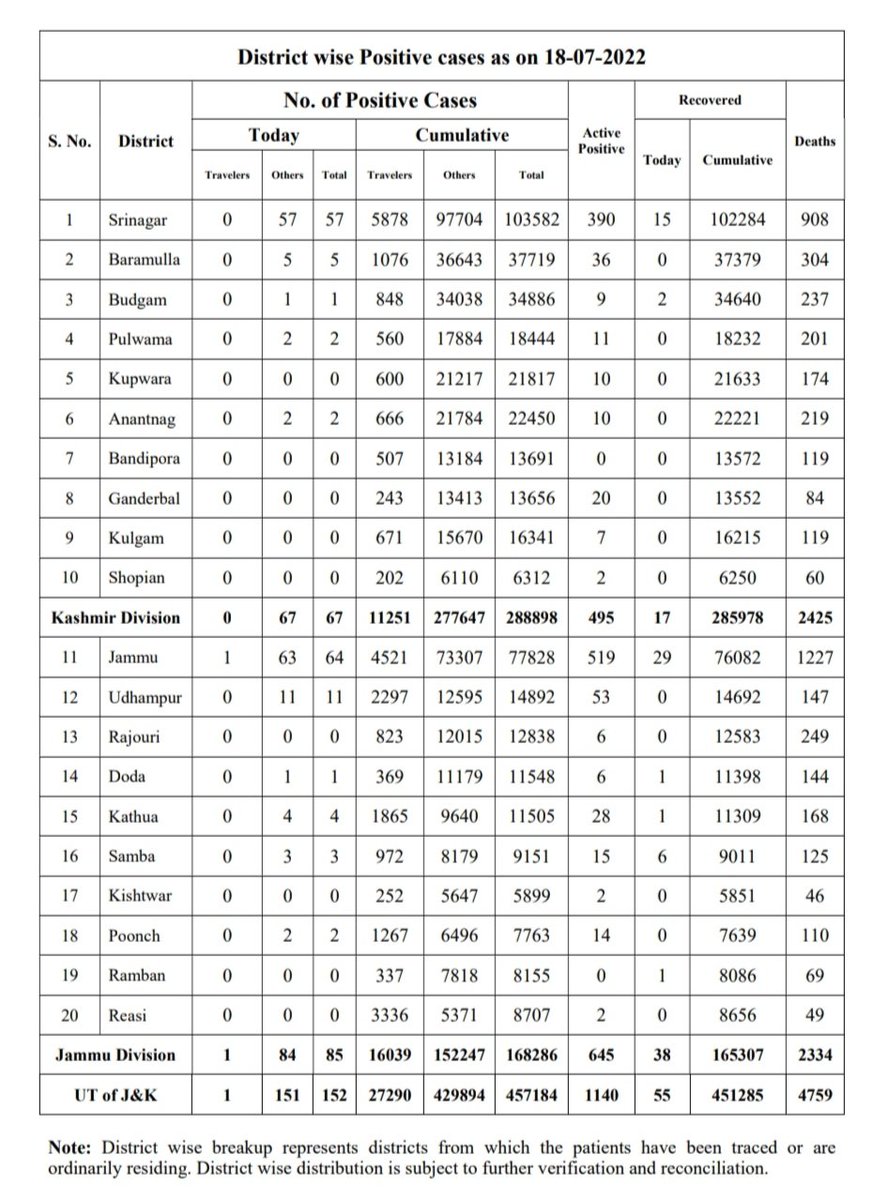 District wise Positive cases as on 18-07-2022
S. No. District No. of Positive Cases Active Positive Recovered Deaths
Today Cumulative Today Cumulative
Travelers Others Total Travelers Others Total
1 Srinagar 0 57 57 5878 97704 103582 390 15 102284 908
2 Baramulla 0 5 5 1076 36643 37719 36 0 37379 304
3 Budgam 0 1 1 848 34038 34886 9 2 34640 237
4 Pulwama 0 2 2 560 17884 18444 11 0 18232 201
5 Kupwara 0 0 0 600 21217 21817 10 0 21633 174
6 Anantnag 0 2 2 666 21784 22450 10 0 22221 219
7 Bandipora 0 0 0 507 13184 13691 0 0 13572 119
8 Ganderbal 0 0 0 243 13413 13656 20 0 13552 84
9 Kulgam 0 0 0 671 15670 16341 7 0 16215 119
10 Shopian 0 0 0 202 6110 6312 2 0 6250 60
Kashmir Division 0 67 67 11251 277647 288898 495 17 285978 2425
11 Jammu 1 63 64 4521 73307 77828 519 29 76082 1227
12 Udhampur 0 11 11 2297 12595 14892 53 0 14692 147
13 Rajouri 0 0 0 823 12015 12838 6 0 12583 249
14 Doda 0 1 1 369 11179 11548 6 1 11398 144
15 Kathua 0 4 4 1865 9640 11505 28 1 11309 168
16 Samba 0 3 3 972 8179 9151 15 6 9011 125
17 Kishtwar 0 0 0 252 5647 5899 2 0 5851 46
18 Poonch 0 2 2 1267 6496 7763 14 0 7639 110
19 Ramban 0 0 0 337 7818 8155 0 1 8086 69
20 Reasi 0 0 0 3336 5371 8707 2 0 8656 49
Jammu Division 1 84 85 16039 152247 168286 645 38 165307 2334
UT of J&K 1 151 152 27290 429894 457184 1140 55 451285 4759
Note: District wise breakup represents districts from which the patients have been traced or are
ordinarily residing. District wise distribution is subject to further verification and reconciliation.